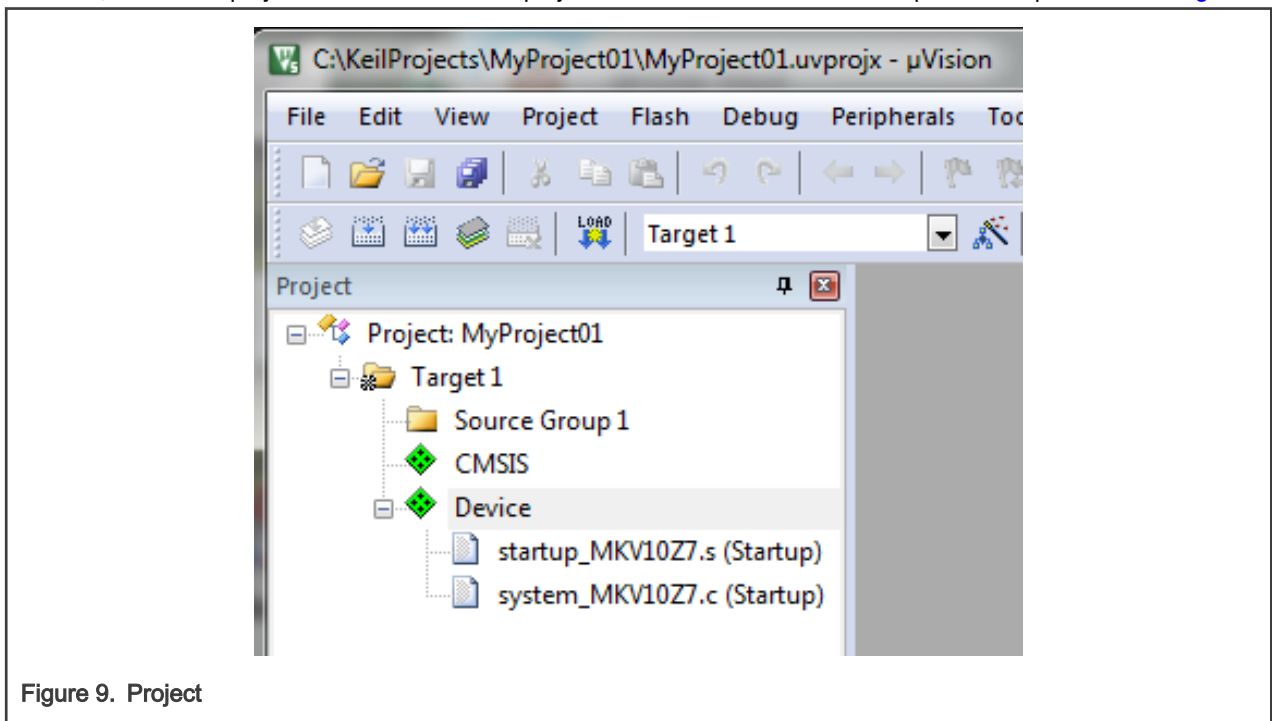 C:\KeilProjects\MyProject01\MyProject01.uvprojx - µVision
File Edit View Project Flash Debug Peripherals
LOAD Target 1
Project
Project: MyProject01
Target 1
Source Group 1
CMSIS
Device
startup_MKV10Z7.s (Startup)
system_MKV10Z7.c (Startup)
Figure 9. Project